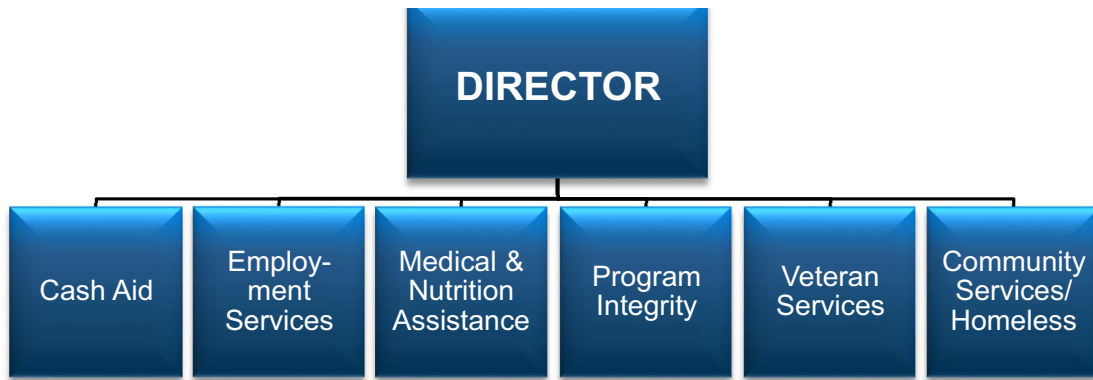 DIRECTOR
Cash Aid
Employ-
ment
Services
Medical &
Nutrition
Assistance
Program
Integrity
Veteran
Services
Community
Services/
Homeless